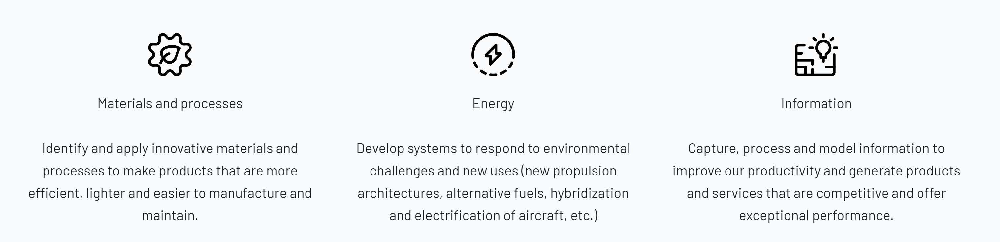 Materials and processes
Identify and apply innovative materials and
processes to make products that are more
efficient, lighter and easier to manufacture and
maintain.
Energy
Develop systems to respond to environmental
challenges and new uses (new propulsion
architectures, alternative fuels, hybridization
and electrification of aircraft, etc.)
Information
Capture, process and model information to
improve our productivity and generate products
and services that are competitive and offer
exceptional performance.